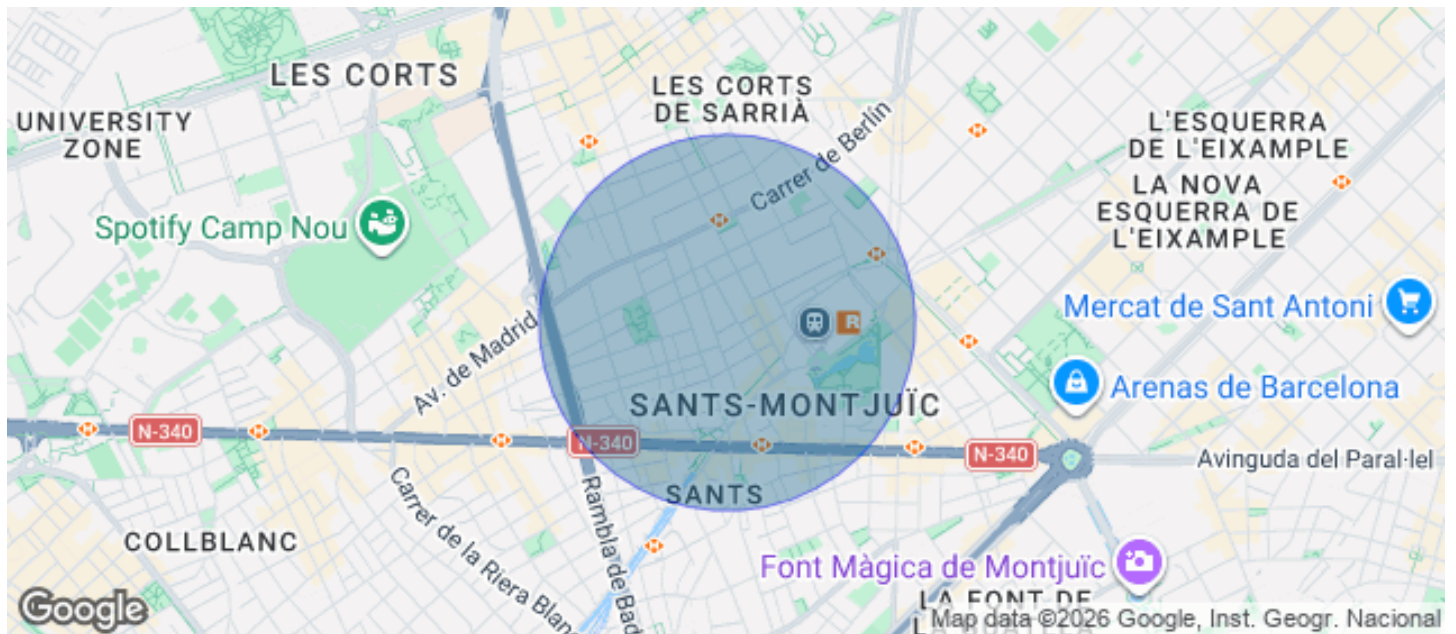 LES CORTS
LES CORTS
DE SARRIÀ
UNIVERSITY
ZONE
Carrer de Berlín
L'ESQUERRA
DE L'EIXAMPLE
LA NOVA
ESQUERRA DE
L'EIXAMPLE
Spotify Camp Nou
Mercat de Sant Antoni
R
Av. de Madrid
Arenas de Barcelona
SANTS-MONTJUÏC
N-340
N-340
N-340
Avinguda del Paral·lel
SANTS
COLLBLANC
Carrer de la Riera Blan
Rambla de Bad
Font Màgica de Montjuïc
LA FONT DE
Google
Map data ©2026 Google, Inst. Geogr. Nacional